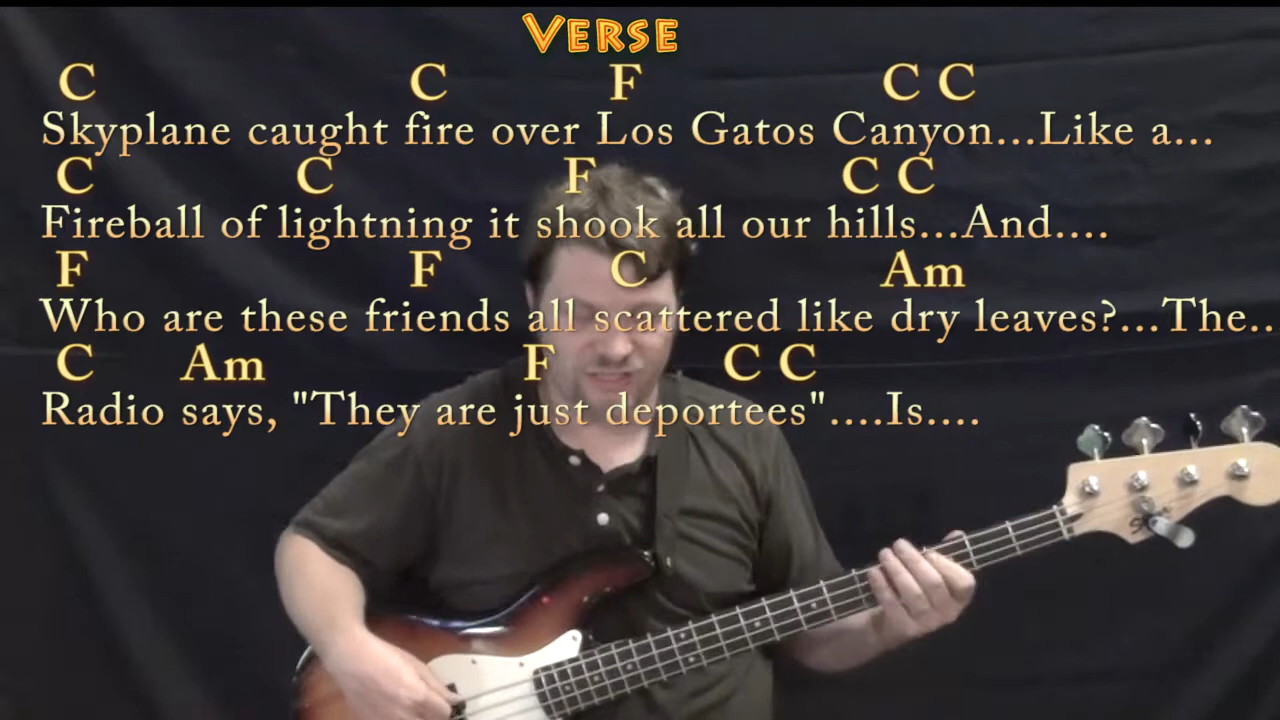 VERSE
C C F C C
Skyplane caught fire over Los Gatos Canyon...Like a...
C C F C C
Fireball of lightning it shook all our hills...And....
F F C Am
Who are these friends all scattered like dry leaves?...The..
C Am F C C
Radio says, "They are just deportees"....Is....